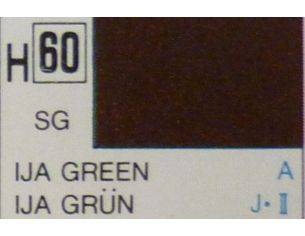 H 60
SG
IJA GREEN A
IJA GRÜN J・II